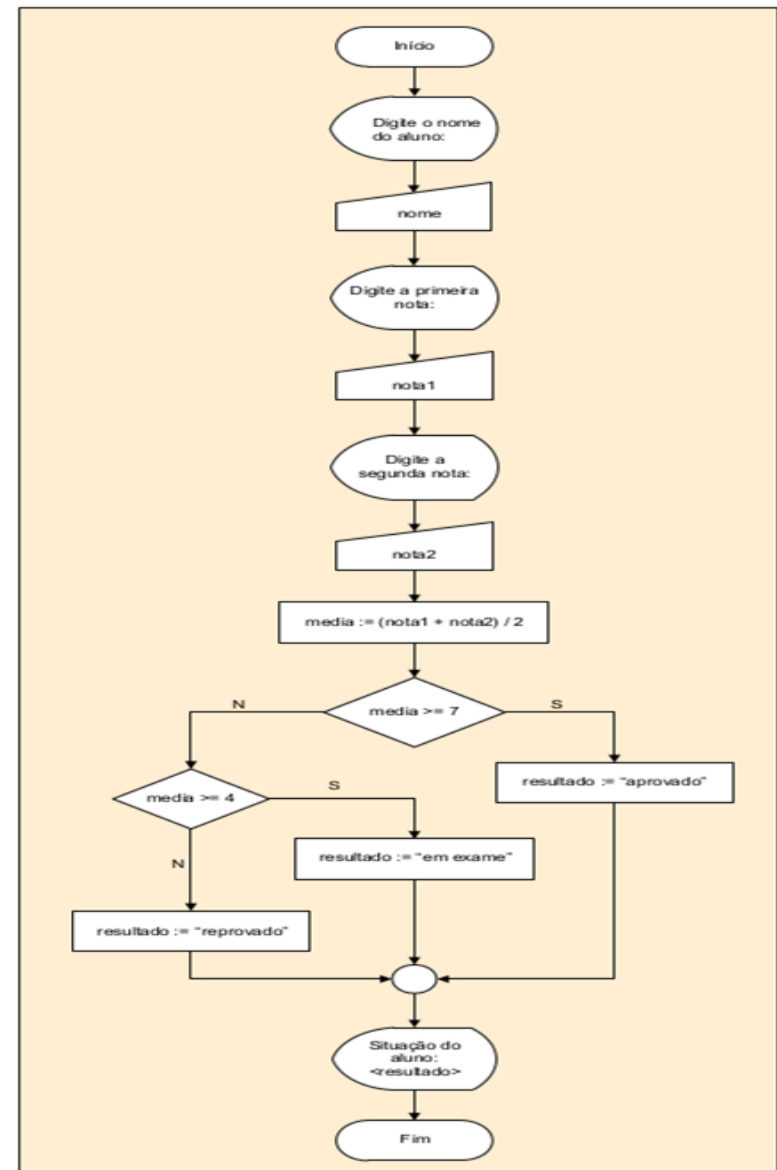 Início
Digite o nome
do aluno:
nome
Digite a primeira
nota:
nota1
Digite a
segunda nota:
nota2
media := (nota1 + nota2) / 2
N
media >= 7
S
media >= 4
S
resultado := "aprovado"
N
resultado := "em exame"
resultado := "reprovado"
Situação do
aluno:
<resultado>
Fim